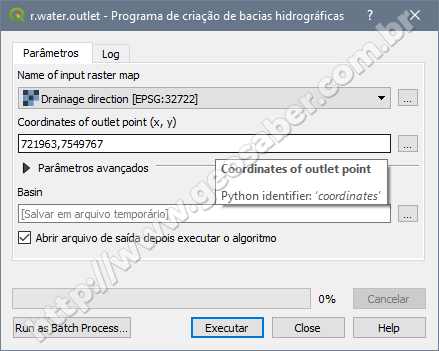 r.water.outlet - Programa de criação de bacias hidrográficas
Parâmetros
Log
Name of input raster map
Drainage direction [EPSG:32722]
...
Coordinates of outlet point (x, y)
721963,7549767
...
Parâmetros avançados
Coordinates of outlet point
Python identifier: ‘coordinates’
Basin
[Salvar em arquivo temporário]
...
Abrir arquivo de saída depois executar o algoritmo
0%
Cancelar
Run as Batch Process...
Executar
Close
Help
http://www.geosaber.com.br